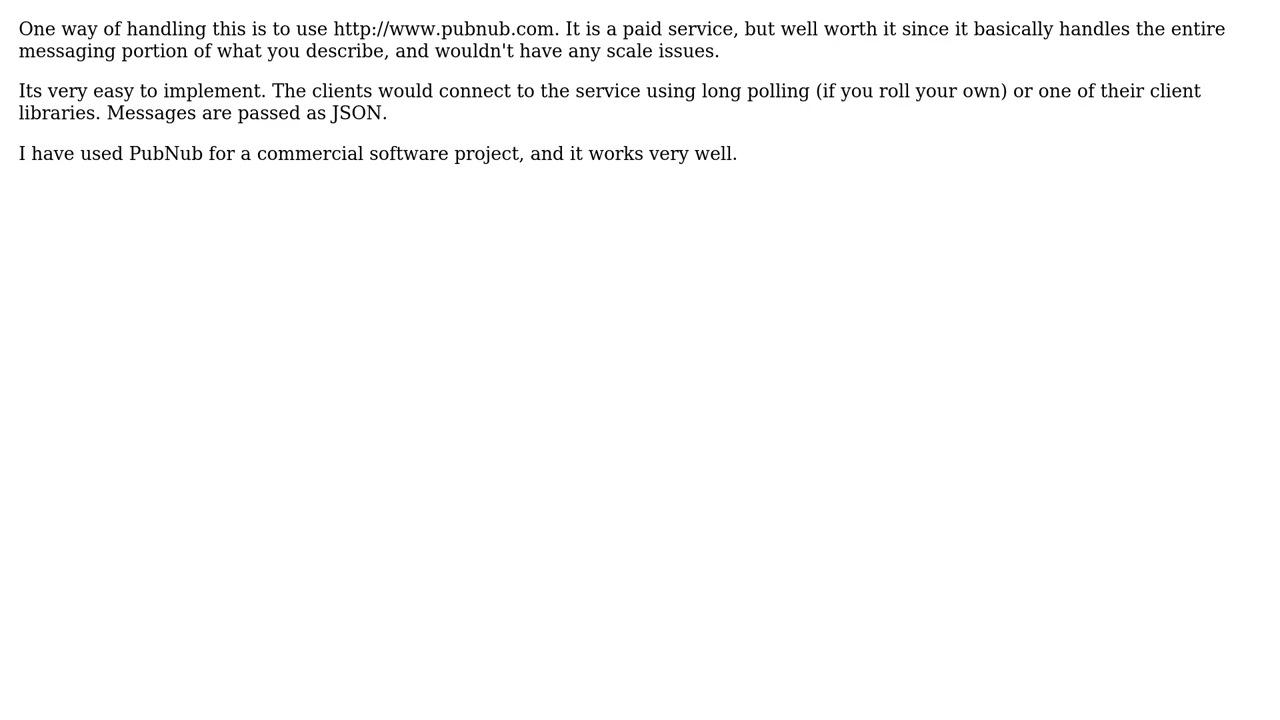 One way of handling this is to use http://www.pubnub.com. It is a paid service, but well worth it since it basically handles the entire
messaging portion of what you describe, and wouldn't have any scale issues.
Its very easy to implement. The clients would connect to the service using long polling (if you roll your own) or one of their client
libraries. Messages are passed as JSON.
I have used PubNub for a commercial software project, and it works very well.